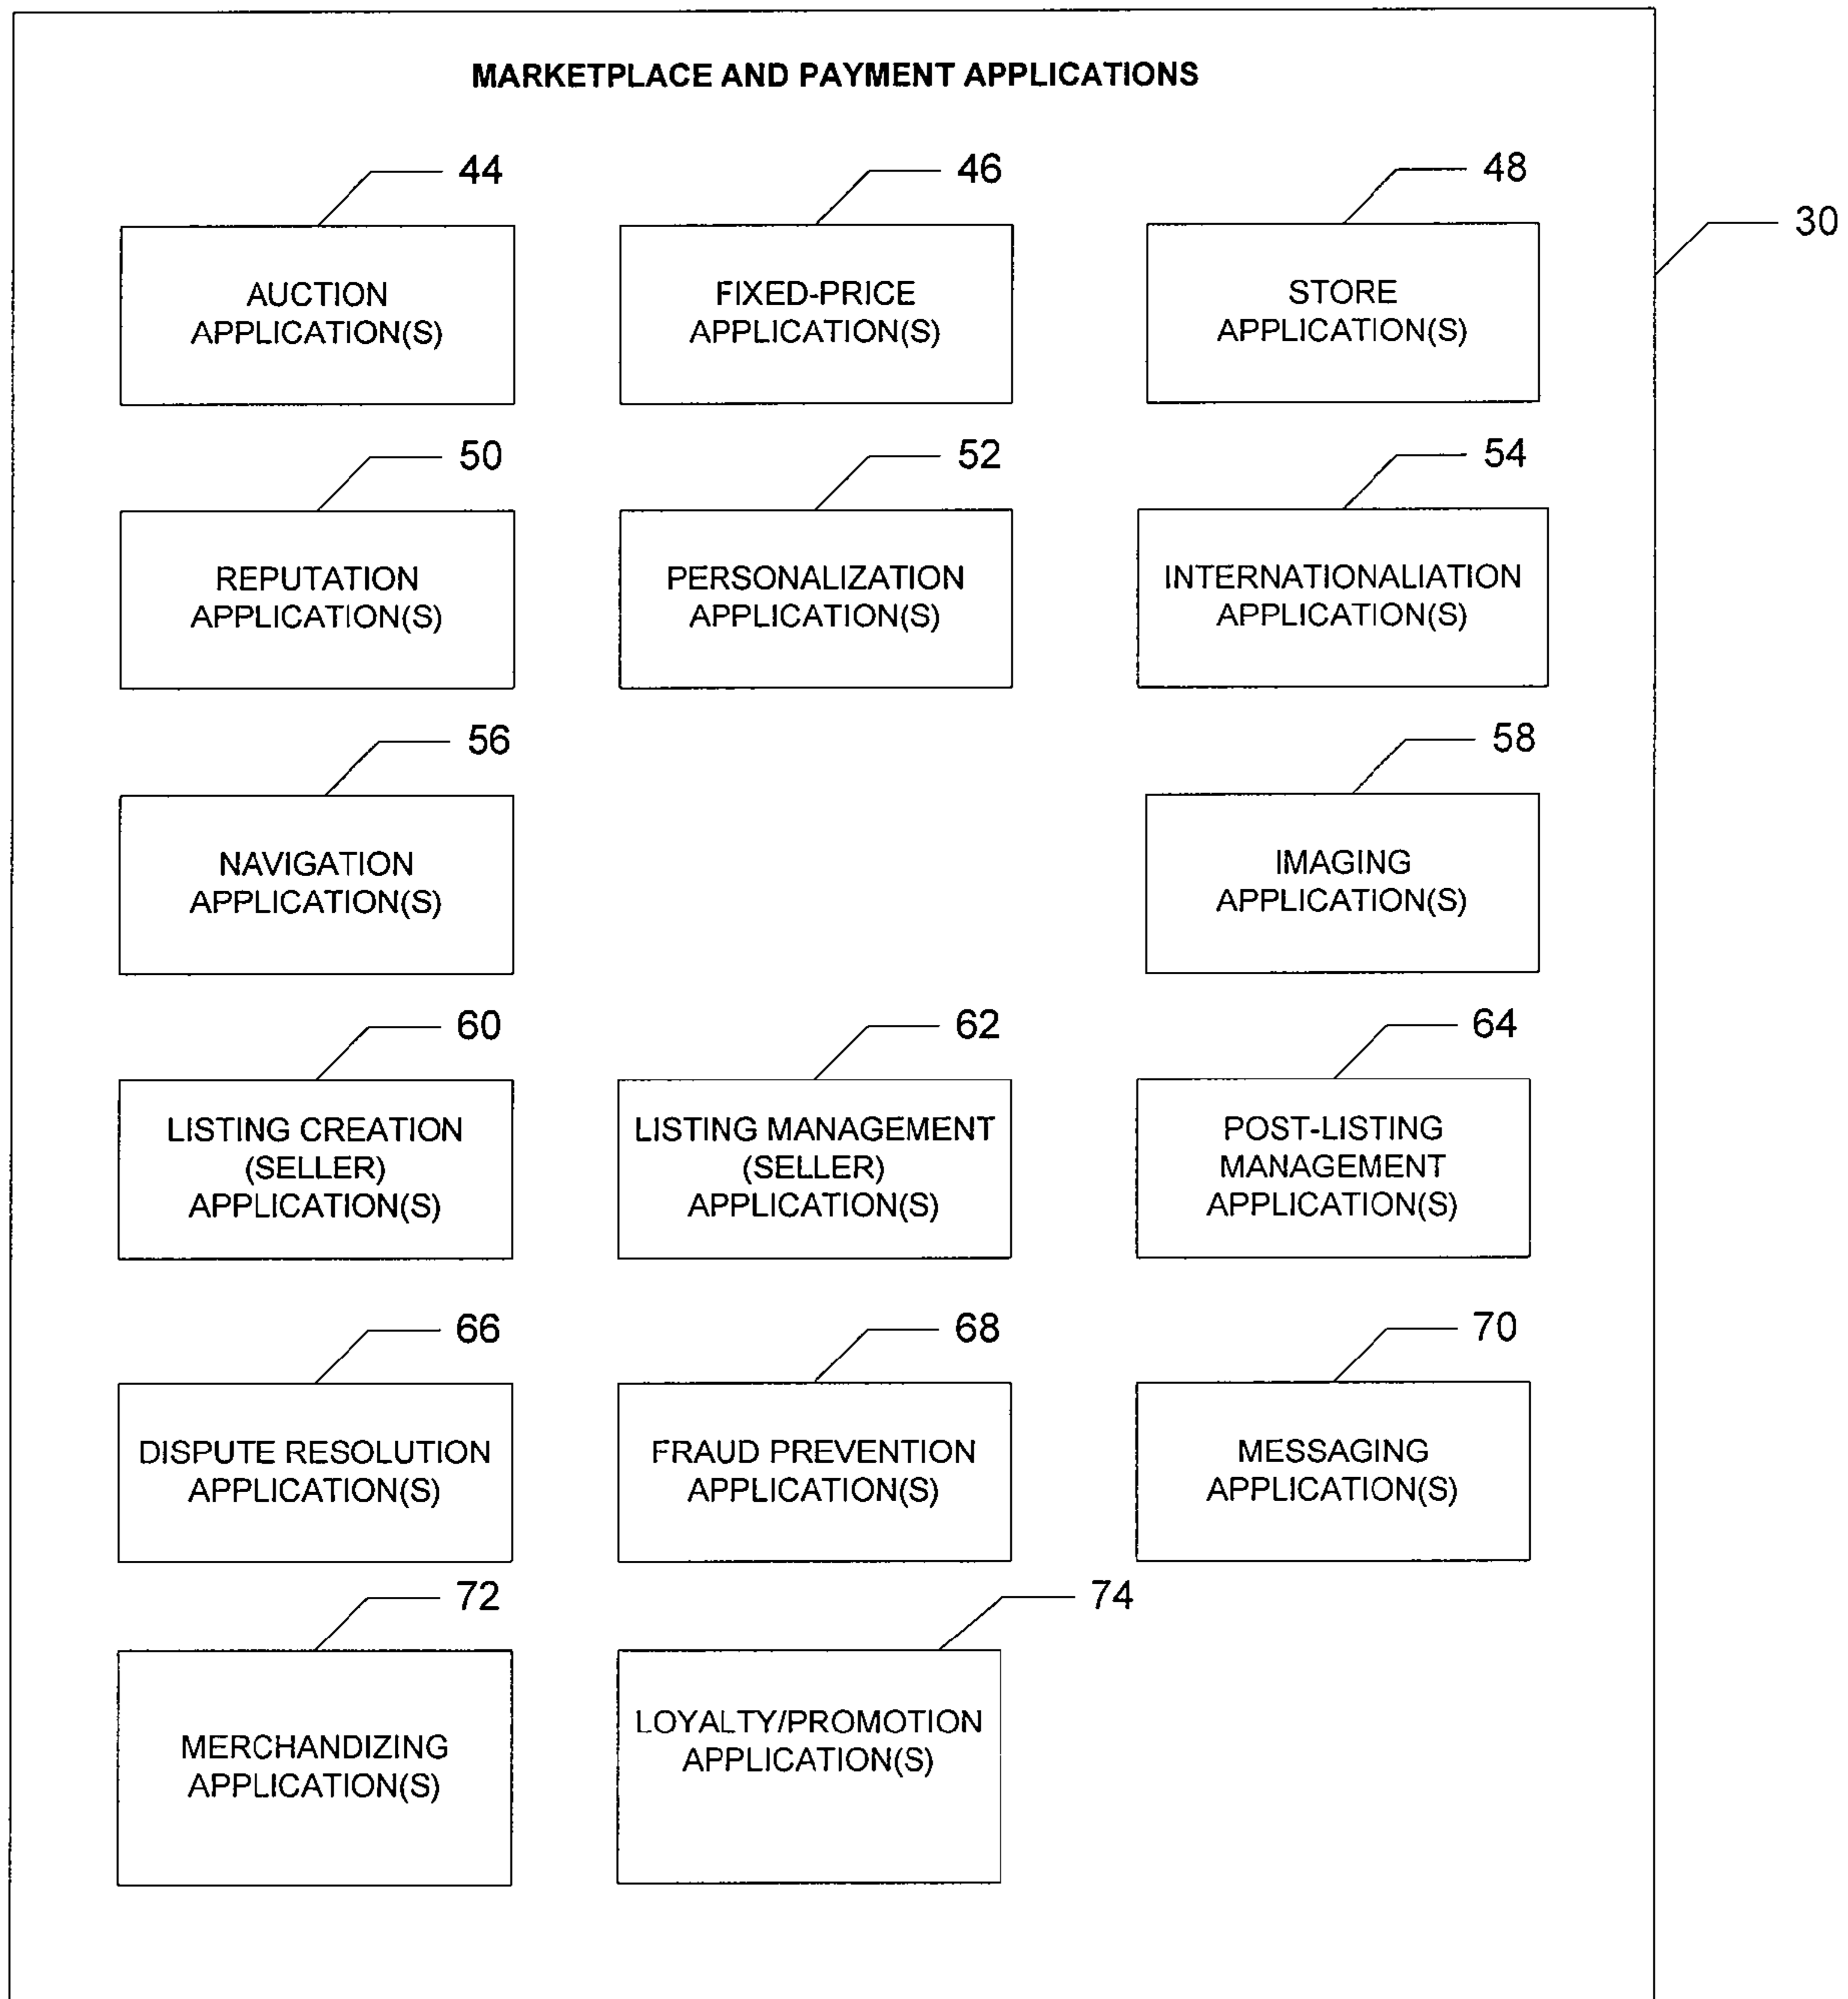 MARKETPLACE AND PAYMENT APPLICATIONS
44
46
48
30
AUCTION
APPLICATION(S)
FIXED-PRICE
APPLICATION(S)
STORE
APPLICATION(S)
50
52
54
REPUTATION
APPLICATION(S)
PERSONALIZATION
APPLICATION(S)
INTERNATIONALIATION
APPLICATION(S)
56
58
NAVIGATION
APPLICATION(S)
IMAGING
APPLICATION(S)
60
62
64
LISTING CREATION
(SELLER)
APPLICATION(S)
LISTING MANAGEMENT
(SELLER)
APPLICATION(S)
POST-LISTING
MANAGEMENT
APPLICATION(S)
66
68
70
DISPUTE RESOLUTION
APPLICATION(S)
FRAUD PREVENTION
APPLICATION(S)
MESSAGING
APPLICATION(S)
72
74
MERCHANDIZING
APPLICATION(S)
LOYALTY/PROMOTION
APPLICATION(S)